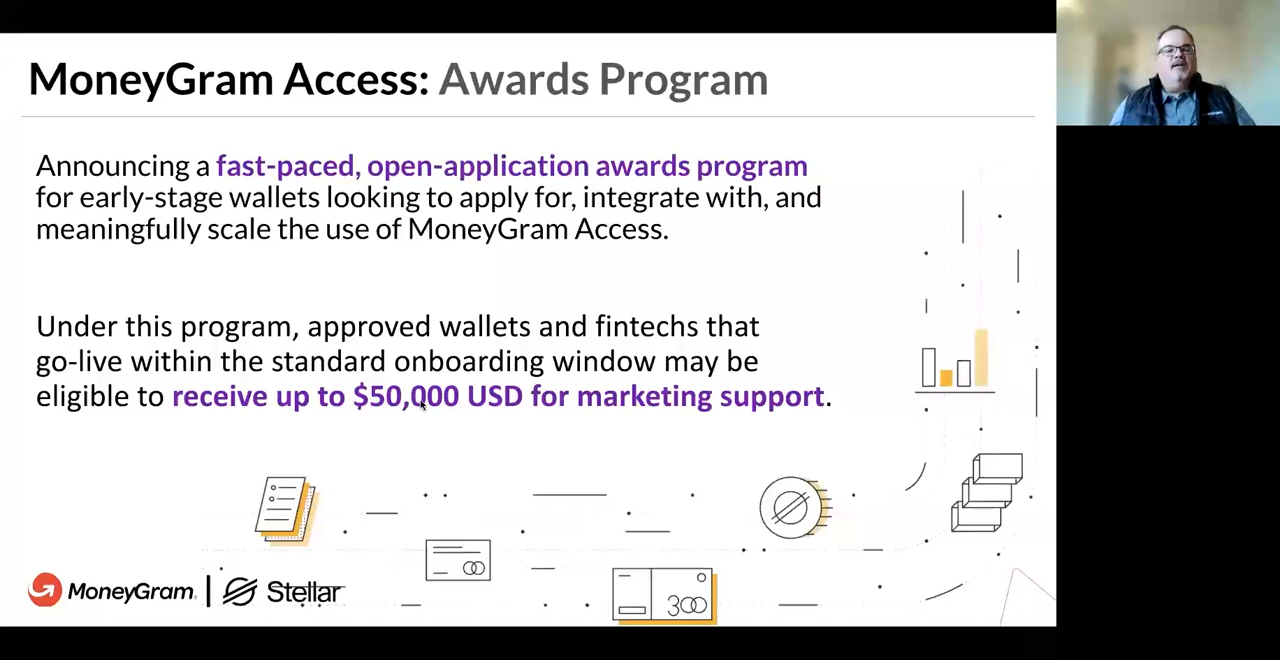 MoneyGram Access: Awards Program
Announcing a fast-paced, open-application awards program
for early-stage wallets looking to apply for, integrate with, and
meaningfully scale the use of MoneyGram Access.
Under this program, approved wallets and fintechs that
go-live within the standard onboarding window may be
eligible to receive up to $50,000 USD for marketing support.
300
MoneyGram
Stellar